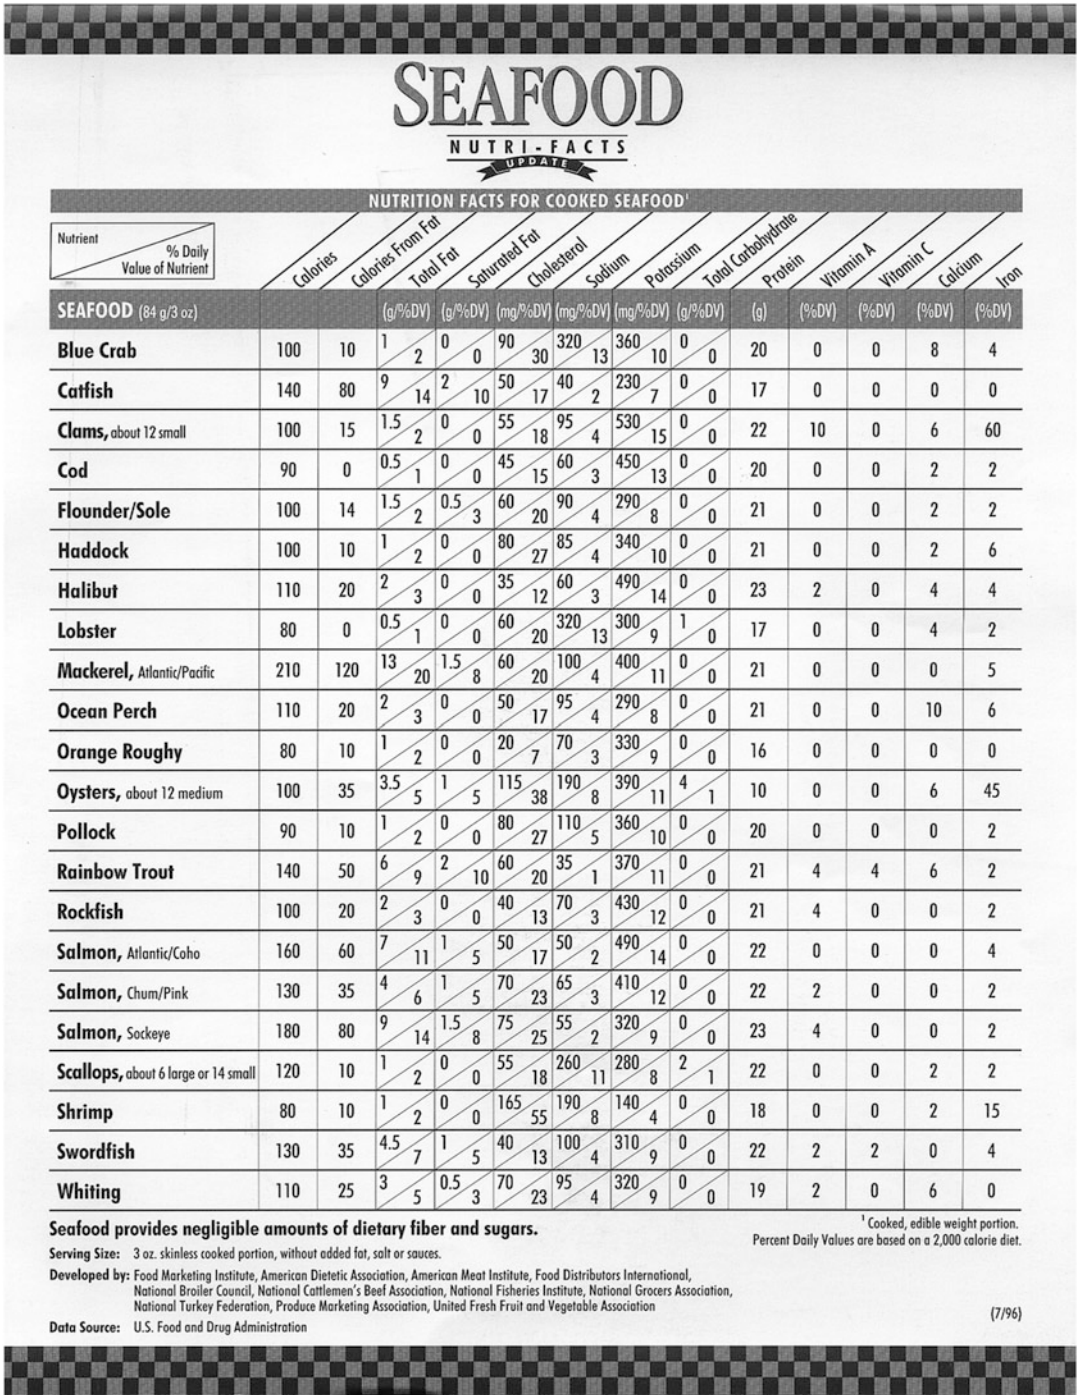 SEAFOOD
NUTRI-FACTS
UPDATE
NUTRITION FACTS FOR COOKED SEAFOOD¹
Nutrient % Daily Value of Nutrient Calories Calories From Fat Total Fat Saturated Fat Cholesterol Sodium Potassium Total Carbohydrate Protein Vitamin A Vitamin C Calcium Iron
SEAFOOD (84 g/3 oz) (g/%DV) (g/%DV) (mg/%DV) (mg/%DV) (mg/%DV) (g/%DV) (g) (%DV) (%DV) (%DV) (%DV)
Blue Crab 100 10 1/2 0/0 90/30 320/13 360/10 0/0 20 0 0 8 4
Catfish 140 80 9/14 2/10 50/17 40/2 230/7 0/0 17 0 0 0 0
Clams, about 12 small 100 15 1.5/2 0/0 55/18 95/4 530/15 0/0 22 10 0 6 60
Cod 90 0 0.5/1 0/0 45/15 60/3 450/13 0/0 20 0 0 2 2
Flounder/Sole 100 14 1.5/2 0.5/3 60/20 90/4 290/8 0/0 21 0 0 2 2
Haddock 100 10 1/2 0/0 80/27 85/4 340/10 0/0 21 0 0 2 6
Halibut 110 20 2/3 0/0 35/12 60/3 490/14 0/0 23 2 0 4 4
Lobster 80 0 0.5/1 0/0 60/20 320/13 300/9 1/0 17 0 0 4 2
Mackerel, Atlantic/Pacific 210 120 13/20 1.5/8 60/20 100/4 400/11 0/0 21 0 0 0 5
Ocean Perch 110 20 2/3 0/0 50/17 95/4 290/8 0/0 21 0 0 10 6
Orange Roughy 80 10 1/2 0/0 20/7 70/3 330/9 0/0 16 0 0 0 0
Oysters, about 12 medium 100 35 3.5/5 1/5 115/38 190/8 390/11 4/1 10 0 0 6 45
Pollock 90 10 1/2 0/0 80/27 110/5 360/10 0/0 20 0 0 0 2
Rainbow Trout 140 50 6/9 2/10 60/20 35/1 370/11 0/0 21 4 4 6 2
Rockfish 100 20 2/3 0/0 40/13 70/3 430/12 0/0 21 4 0 0 2
Salmon, Atlantic/Coho 160 60 7/11 1/5 50/17 50/2 490/14 0/0 22 0 0 0 4
Salmon, Chum/Pink 130 35 4/6 1/5 70/23 65/3 410/12 0/0 22 2 0 0 2
Salmon, Sockeye 180 80 9/14 1.5/8 75/25 55/2 320/9 0/0 23 4 0 0 2
Scallops, about 6 large or 14 small 120 10 1/2 0/0 55/18 260/11 280/8 2/1 22 0 0 2 2
Shrimp 80 10 1/2 0/0 165/55 190/8 140/4 0/0 18 0 0 2 15
Swordfish 130 35 4.5/7 1/5 40/13 100/4 310/9 0/0 22 2 2 0 4
Whiting 110 25 3/5 0.5/3 70/23 95/4 320/9 0/0 19 2 0 6 0
Seafood provides negligible amounts of dietary fiber and sugars.
¹ Cooked, edible weight portion.
Percent Daily Values are based on a 2,000 calorie diet.
Serving Size: 3 oz. skinless cooked portion, without added fat, salt or sauces.
Developed by: Food Marketing Institute, American Dietetic Association, American Meat Institute, Food Distributors International,
National Broiler Council, National Cattlemen's Beef Association, National Fisheries Institute, National Grocers Association,
National Turkey Federation, Produce Marketing Association, United Fresh Fruit and Vegetable Association
Data Source: U.S. Food and Drug Administration
(7/96)